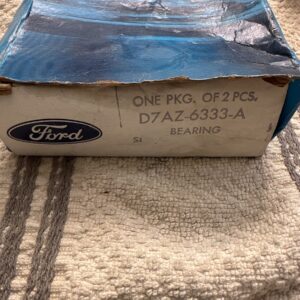 ONE PKG. OF 2 PCS.
D7AZ-6333-A
BEARING
Ford